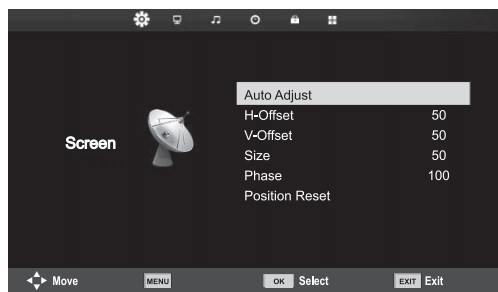 Auto Adjust
H-Offset 50
V-Offset 50
Screen
Size 50
Phase 100
Position Reset
Move MENU OK Select EXIT Exit